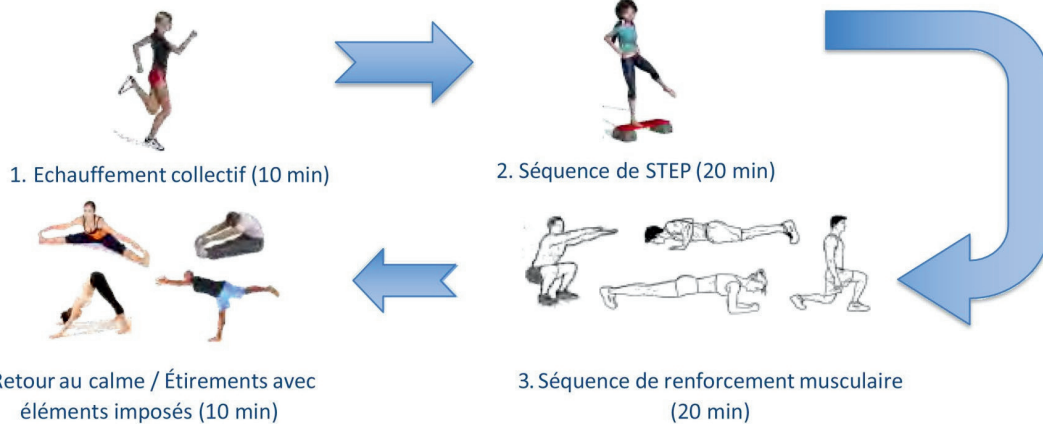 1. Echauffement collectif (10 min)
2. Séquence de STEP (20 min)
3. Séquence de renforcement musculaire
(20 min)
Retour au calme / Étirements avec
éléments imposés (10 min)